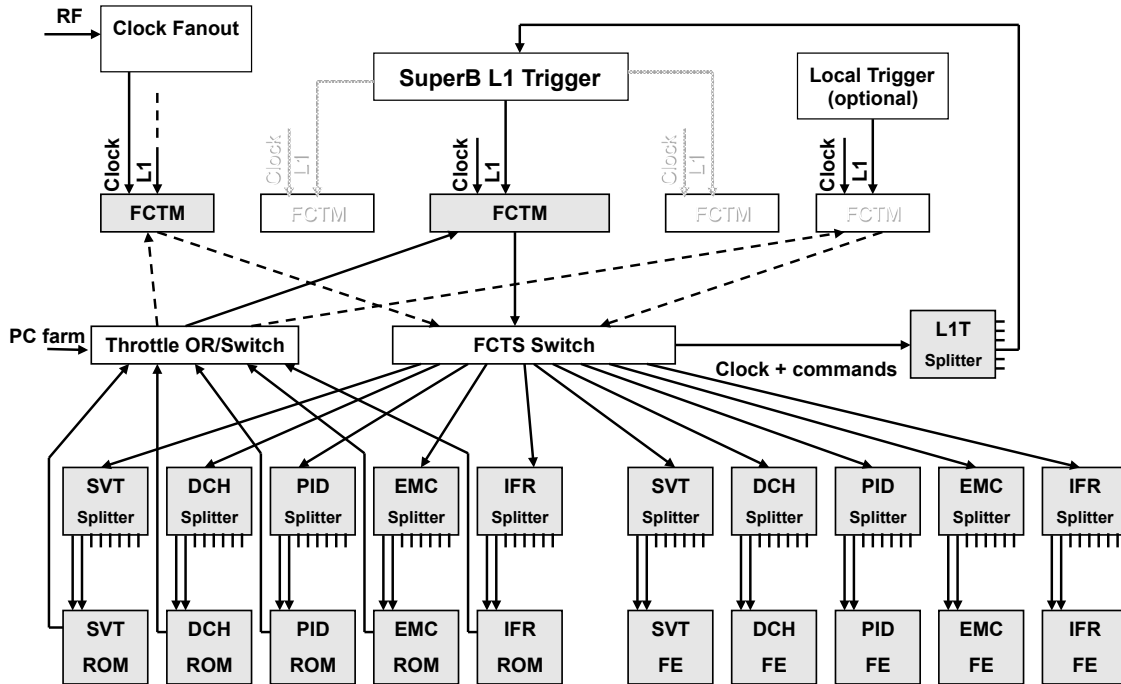 RF
Clock Fanout
SuperB L1 Trigger
Local Trigger
(optional)
Clock
L1
Clock
L1
Clock
L1
Clock
L1
Clock
L1
FCTM
FCTM
FCTM
FCTM
FCTM
PC farm
Throttle OR/Switch
FCTS Switch
Clock + commands
L1T
Splitter
SVT
Splitter
DCH
Splitter
PID
Splitter
EMC
Splitter
IFR
Splitter
SVT
Splitter
DCH
Splitter
PID
Splitter
EMC
Splitter
IFR
Splitter
SVT
ROM
DCH
ROM
PID
ROM
EMC
ROM
IFR
ROM
SVT
FE
DCH
FE
PID
FE
EMC
FE
IFR
FE